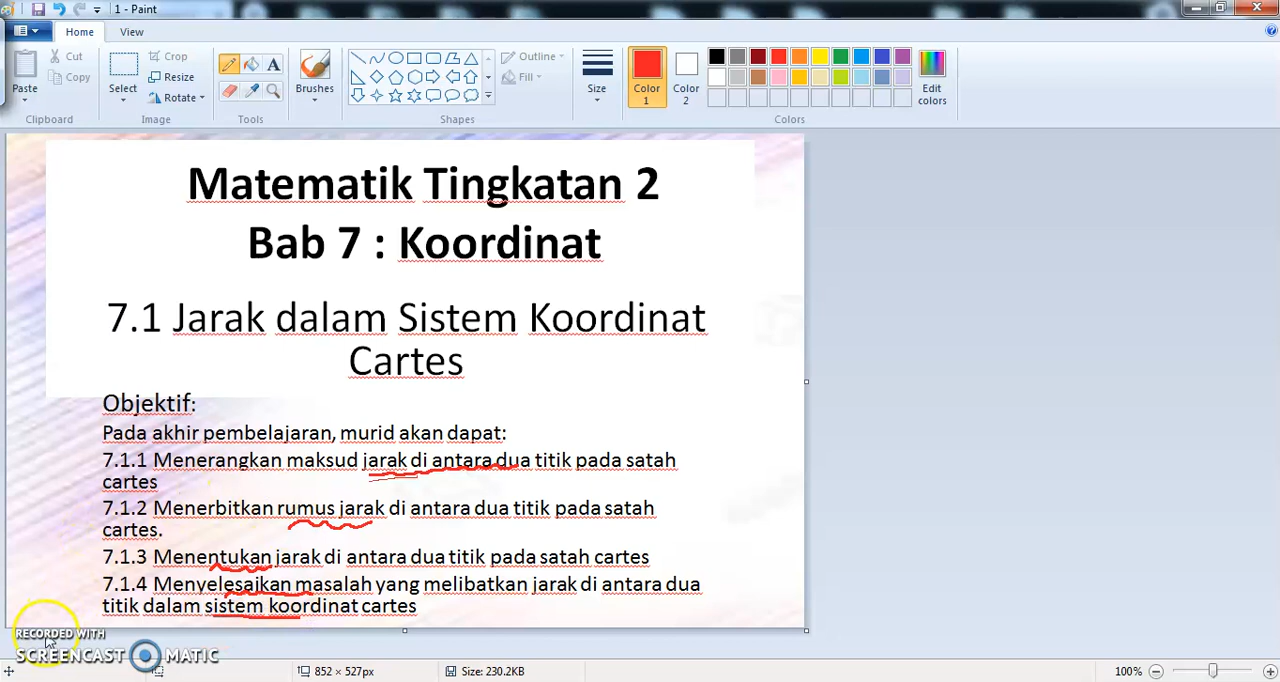 1 - Paint
Home
View
Paste
Cut
Copy
Clipboard
Select
Crop
Resize
Rotate
Image
Tools
Brushes
Shapes
Outline
Fill
Size
Color
1
Color
2
Edit
colors
Colors
Matematik Tingkatan 2
Bab 7 : Koordinat
7.1 Jarak dalam Sistem Koordinat
Cartes
Objektif:
Pada akhir pembelajaran, murid akan dapat:
7.1.1 Menerangkan maksud jarak di antara dua titik pada satah
cartes
7.1.2 Menerbitkan rumus jarak di antara dua titik pada satah
cartes.
7.1.3 Menentukan jarak di antara dua titik pada satah cartes
7.1.4 Menyelesaikan masalah yang melibatkan jarak di antara dua
titik dalam sistem koordinat cartes
RECORDED WITH
SCREENCAST MATIC
852 × 527px
Size: 230.2KB
100%